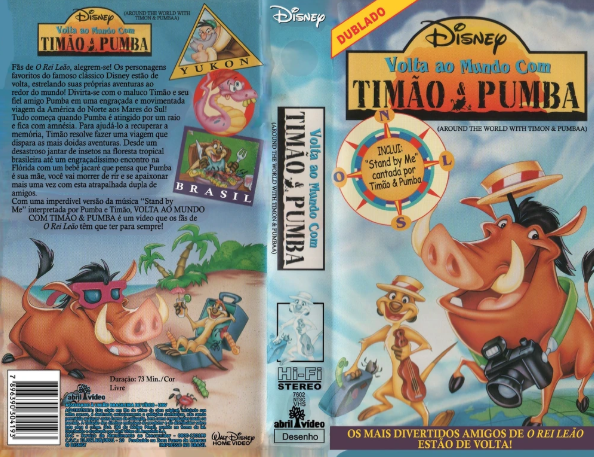 Disney
(AROUND THE WORLD WITH
TIMON & PUMBAA)
Volta ao Mundo Com
TIMÃO & PUMBA
Fãs de O Rei Leão, alegrem-se! Os personagens
favoritos do famoso clássico Disney estão de
volta, estrelando suas próprias aventuras ao
redor do mundo! Divirta-se com o maluco Timão e seu
fiel amigo Pumba em uma engraçada e movimentada
viagem da América do Norte aos Mares do Sul!
Tudo começa quando Pumba é atingido por um raio
e fica com amnésia. Para ajudá-lo a recuperar a
memória, Timão resolve fazer uma viagem que
dispara as mais doidas aventuras. Desde um
desastroso jantar de insetos na floresta tropical
brasileira até um engraçadíssimo encontro na
Flórida com um bebê jacaré que pensa que Pumba
é sua mãe, você vai morrer de rir e se apaixonar
mais uma vez com esta atrapalhada dupla de
amigos.
Com uma imperdível versão da música "Stand by
Me" interpretada por Pumba e Timão, VOLTA AO MUNDO
COM TIMÃO & PUMBA é um vídeo que os fãs de
O Rei Leão têm que ter para sempre!
YUKON
BRASIL
Duração: 73 Min./Cor
Livre
abril vídeo
WALT DISNEY
HOME VIDEO
Disney
Volta ao Mundo Com
TIMÃO & PUMBA
(AROUND THE WORLD WITH TIMON & PUMBAA)
Hi-Fi
STEREO
7602
NTSC
VHS
abril vídeo
Desenho
DUBLADO
Disney
Volta ao Mundo Com
TIMÃO & PUMBA
(AROUND THE WORLD WITH TIMON & PUMBAA)
N
O
L
S
INCLUI:
"Stand by Me"
cantada por
Timão & Pumba.
OS MAIS DIVERTIDOS AMIGOS DE O REI LEÃO
ESTÃO DE VOLTA!